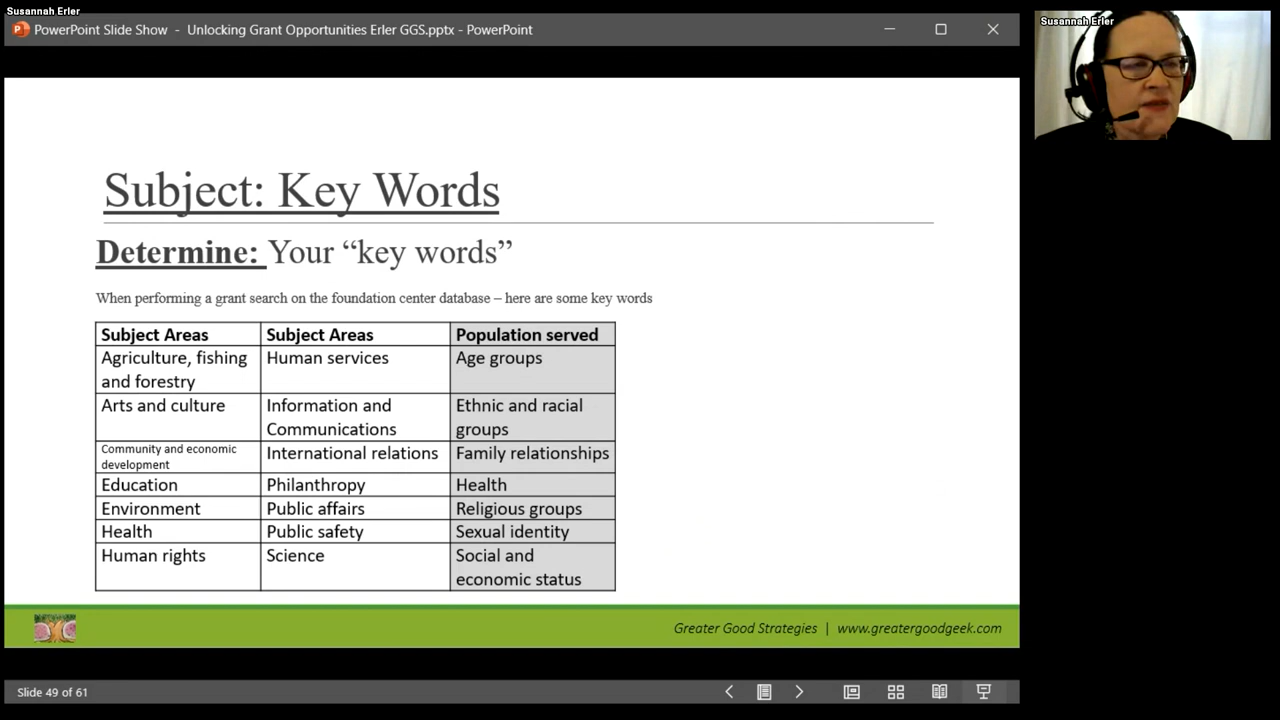 Susannah Erler
PowerPoint Slide Show - Unlocking Grant Opportunities Erler GGS.pptx - PowerPoint
Susannah Erler
Subject: Key Words
Determine: Your “key words”
When performing a grant search on the foundation center database – here are some key words
Subject Areas Subject Areas Population served
Agriculture, fishing Human services Age groups
and forestry
Arts and culture Information and Ethnic and racial
Communications groups
Community and economic International relations Family relationships
development
Education Philanthropy Health
Environment Public affairs Religious groups
Health Public safety Sexual identity
Human rights Science Social and
economic status
Greater Good Strategies | www.greatergoodgeek.com
Slide 49 of 61